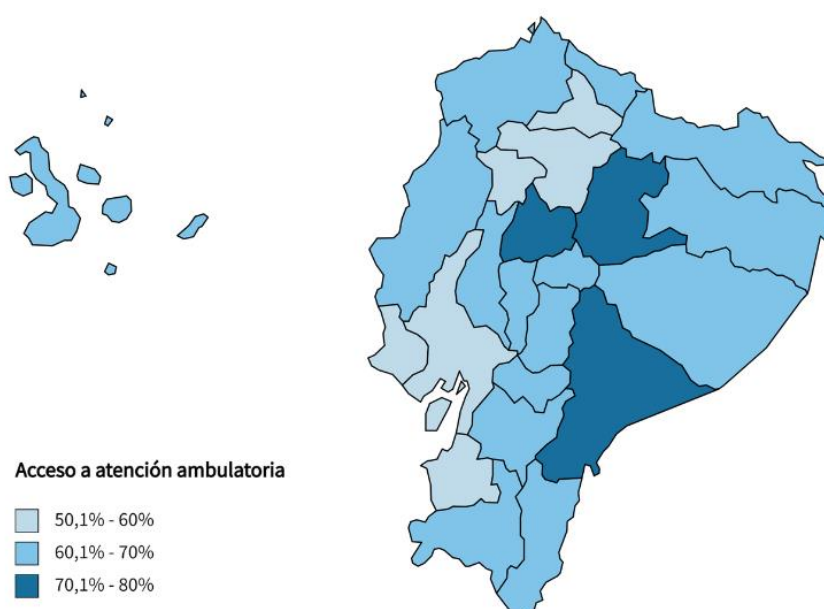 Acceso a atención ambulatoria
50,1% - 60%
60,1% - 70%
70,1% - 80%